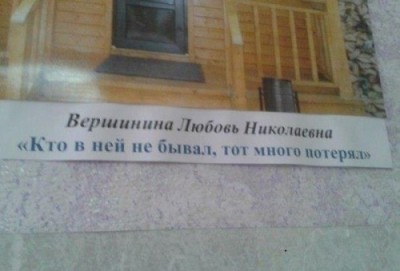 Вершинина Любовь Николаевна
«Кто в ней не бывал, тот много потерял»